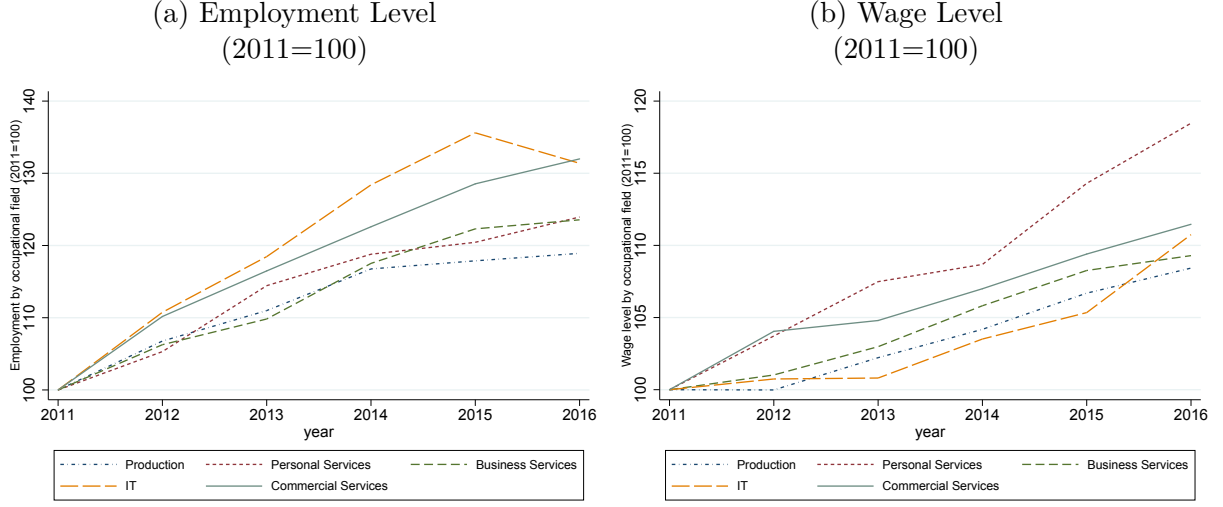 (a) Employment Level
(2011=100)
Employment by occupational field (2011=100)
140
130
120
110
100
2011 2012 2013 2014 2015 2016
year
Production Personal Services Business Services
IT Commercial Services
(b) Wage Level
(2011=100)
Wage level by occupational field (2011=100)
120
115
110
105
100
2011 2012 2013 2014 2015 2016
year
Production Personal Services Business Services
IT Commercial Services